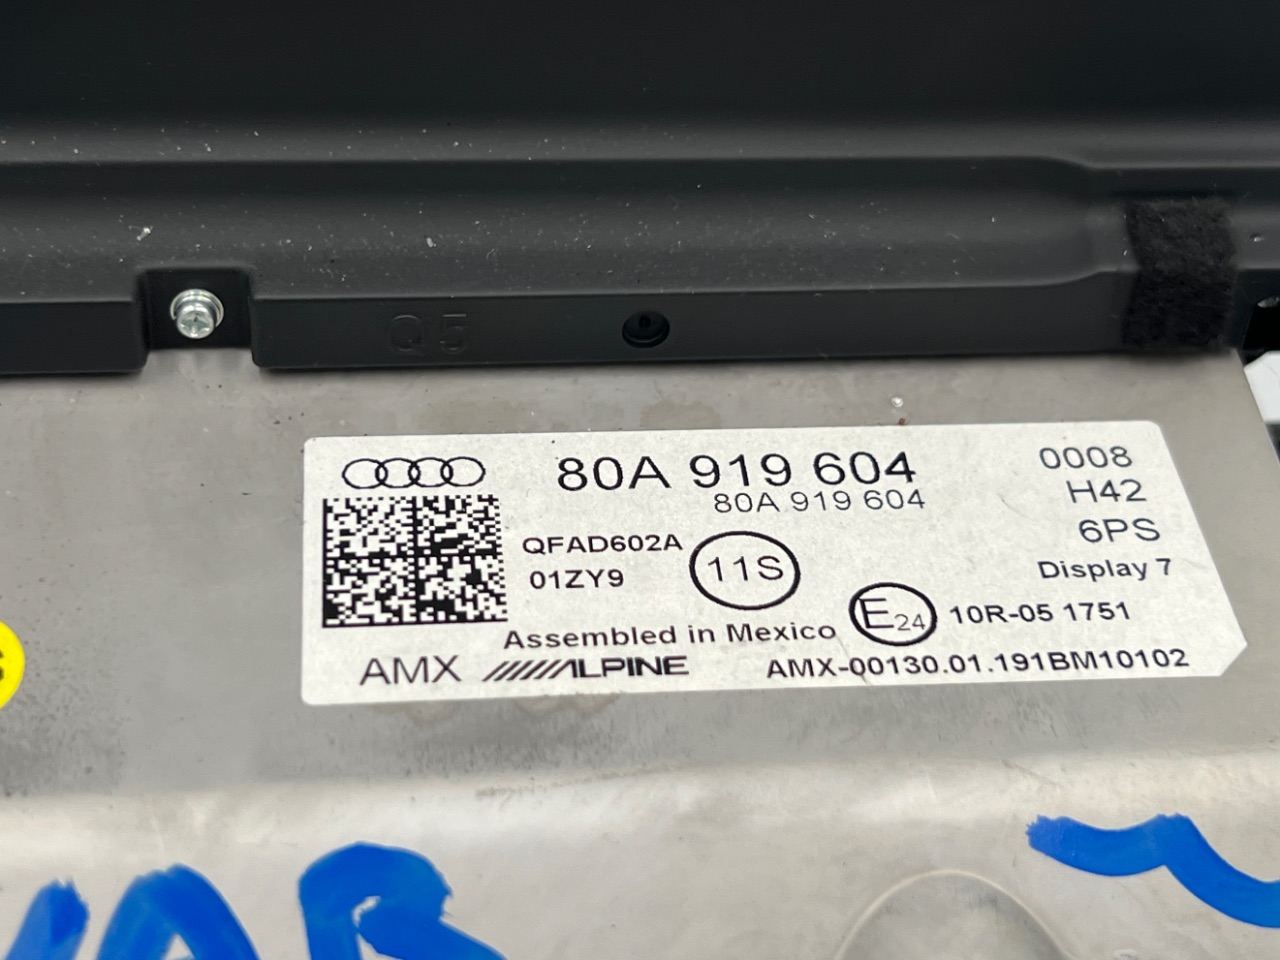 Q5
80A 919 604
80A 919 604
0008
H42
6PS
Display 7
QFAD602A
01ZY9
11S
E24
10R-05 1751
Assembled in Mexico
AMX
ALPINE
AMX-00130.01.191BM10102